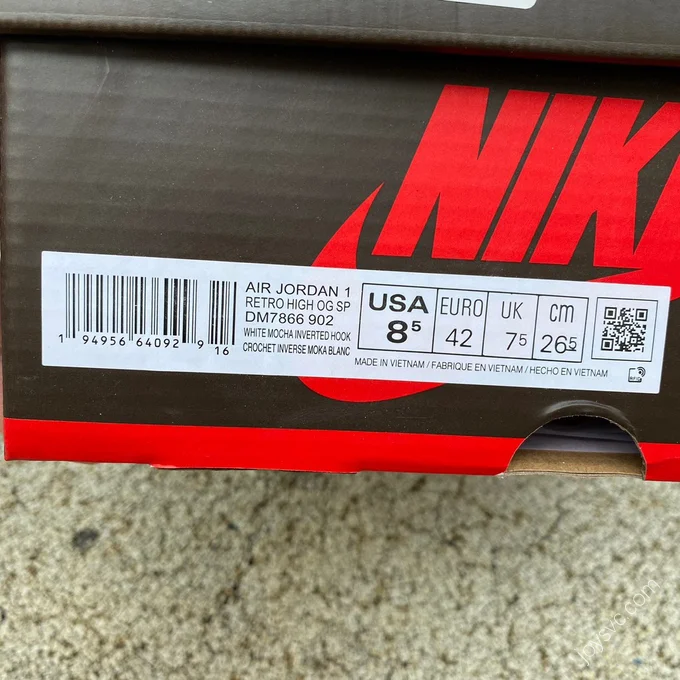 NIK
AIR JORDAN 1
RETRO HIGH OG SP
DM7866 902
WHITE MOCHA INVERTED HOOK
CROCHET INVERSE MOKA BLANC
1 94956 64092 9 16
USA
8⁵
EURO
42
UK
7⁵
cm
26⁵
MADE IN VIETNAM / FABRIQUE EN VIETNAM / HECHO EN VIETNAM